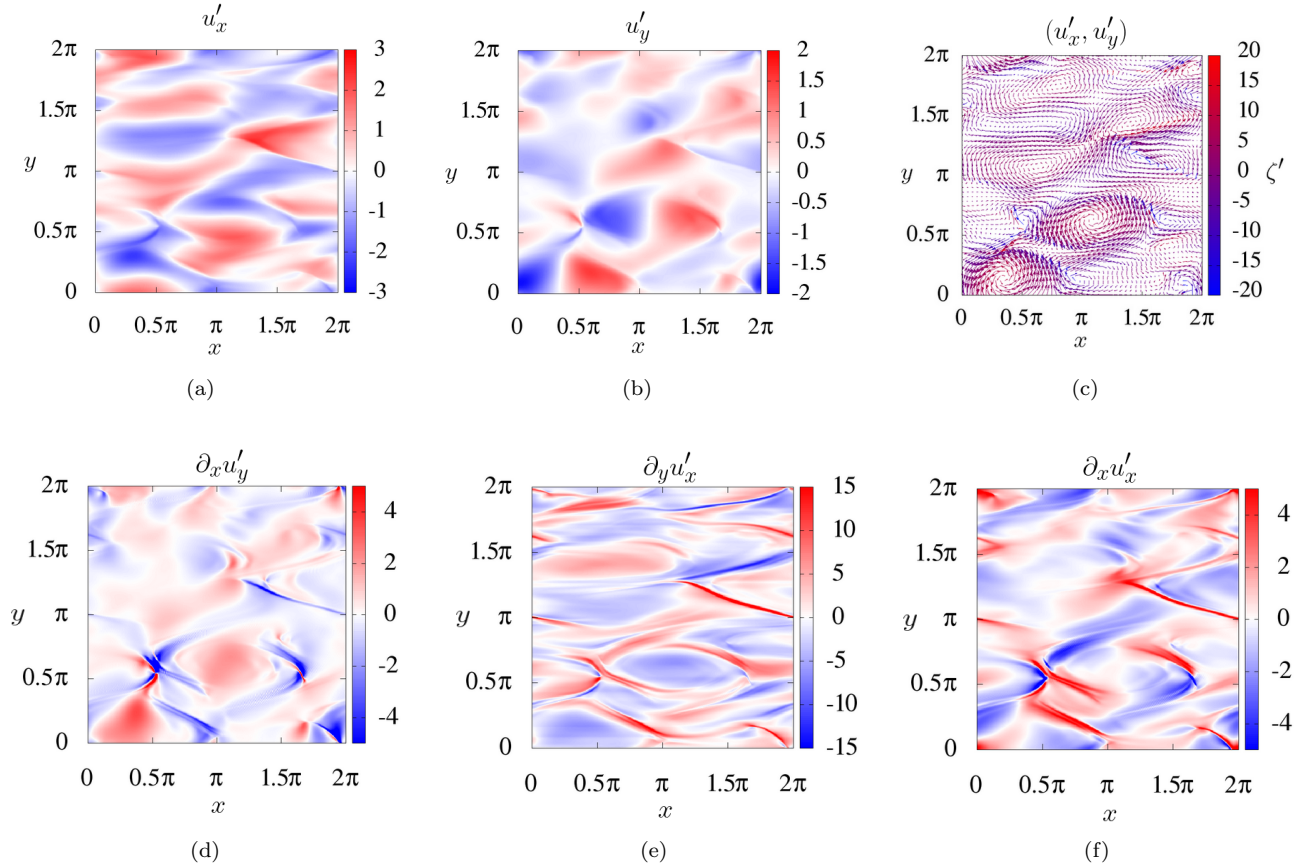 u′x
2π
1.5π
y
π
0.5π
0
0 0.5π π 1.5π 2π
x
3
2
1
0
-1
-2
-3
(a)
u′y
2π
1.5π
y
π
0.5π
0
0 0.5π π 1.5π 2π
x
2
1.5
1
0.5
0
-0.5
-1
-1.5
-2
(b)
(u′x, u′y)
2π
1.5π
y
π
0.5π
0
0 0.5π π 1.5π 2π
x
20
15
10
5
0
-5
-10
-15
-20
ζ′
(c)
∂xu′y
2π
1.5π
y
π
0.5π
0
0 0.5π π 1.5π 2π
x
4
2
0
-2
-4
(d)
∂yu′x
2π
1.5π
y
π
0.5π
0
0 0.5π π 1.5π 2π
x
15
10
5
0
-5
-10
-15
(e)
∂xu′x
2π
1.5π
y
π
0.5π
0
0 0.5π π 1.5π 2π
x
4
2
0
-2
-4
(f)